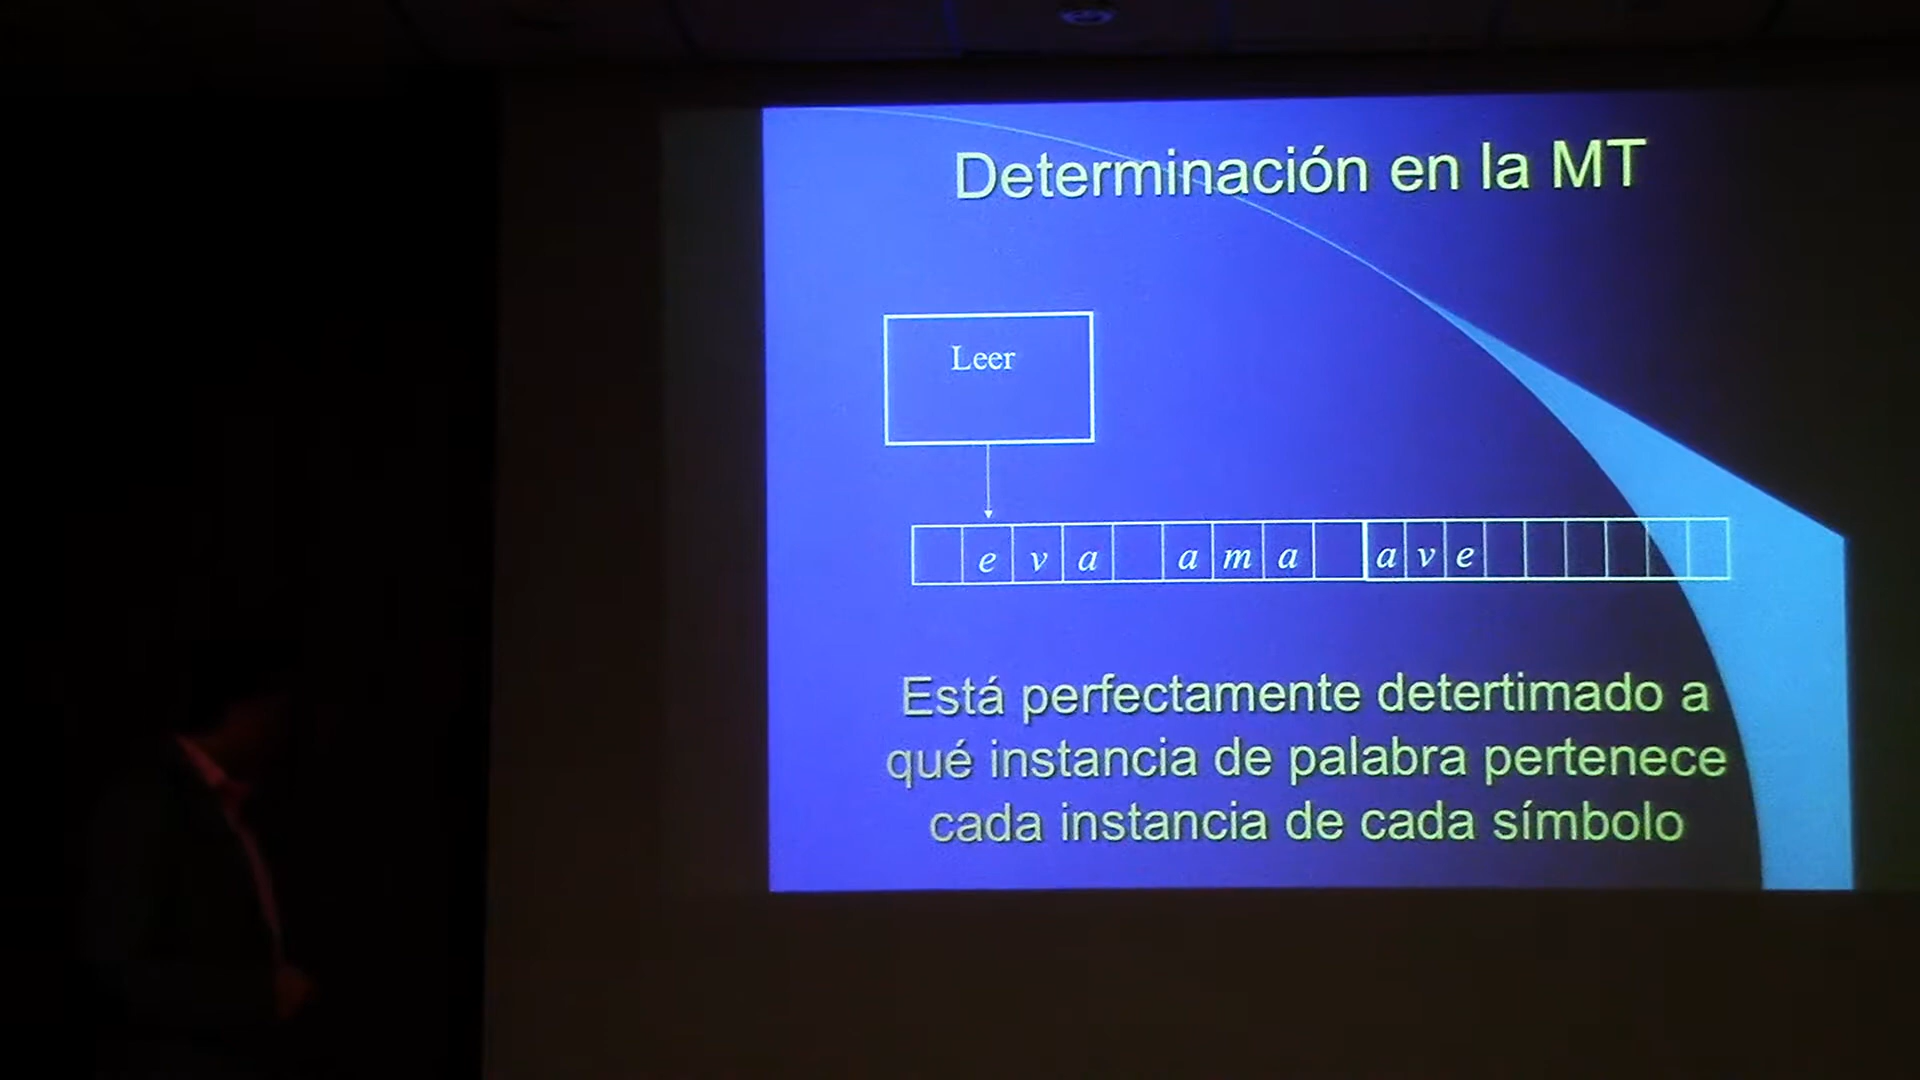 Determinación en la MT
Leer
e v a a m a a v e
Está perfectamente detertimado a
qué instancia de palabra pertenece
cada instancia de cada símbolo